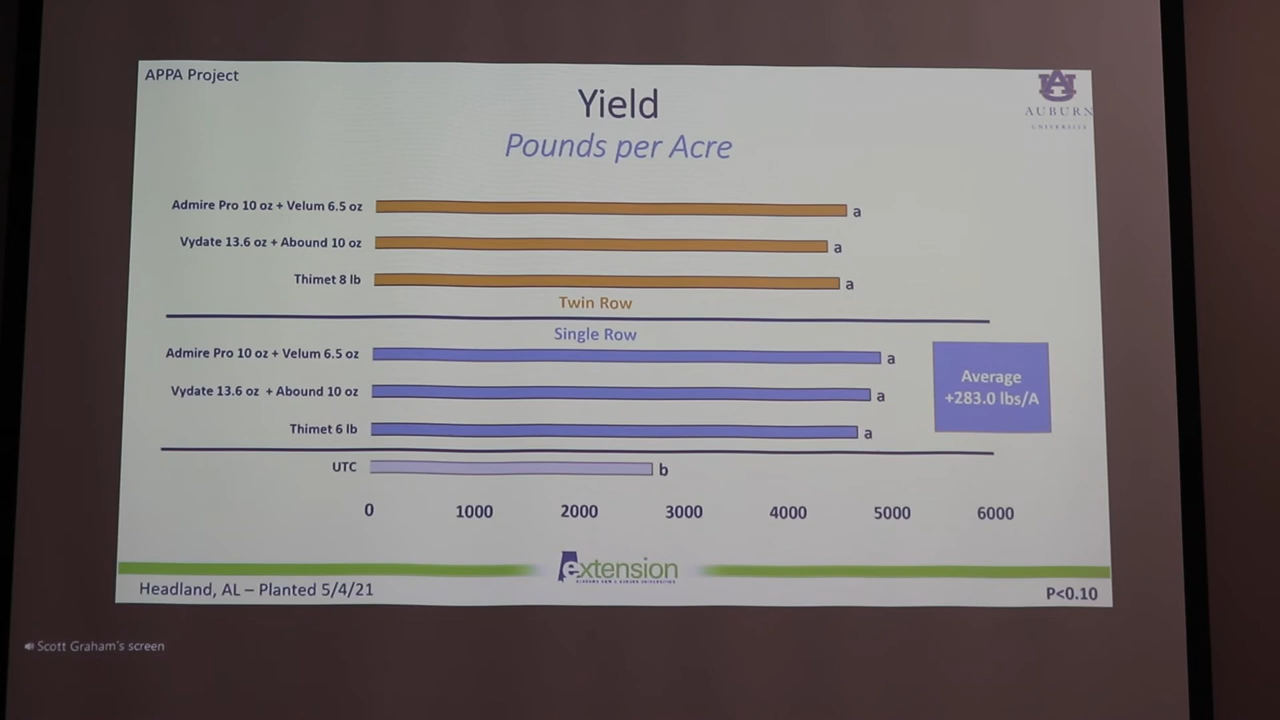 APPA Project
Yield
Pounds per Acre
AUBURN
UNIVERSITY
Admire Pro 10 oz + Velum 6.5 oz
a
Vydate 13.6 oz + Abound 10 oz
a
Thimet 8 lb
a
Twin Row
Single Row
Admire Pro 10 oz + Velum 6.5 oz
a
Vydate 13.6 oz + Abound 10 oz
a
Thimet 6 lb
a
Average
+283.0 lbs/A
UTC
b
0 1000 2000 3000 4000 5000 6000
extension
ALABAMA A&M & AUBURN UNIVERSITIES
Headland, AL – Planted 5/4/21
P<0.10
Scott Graham's screen